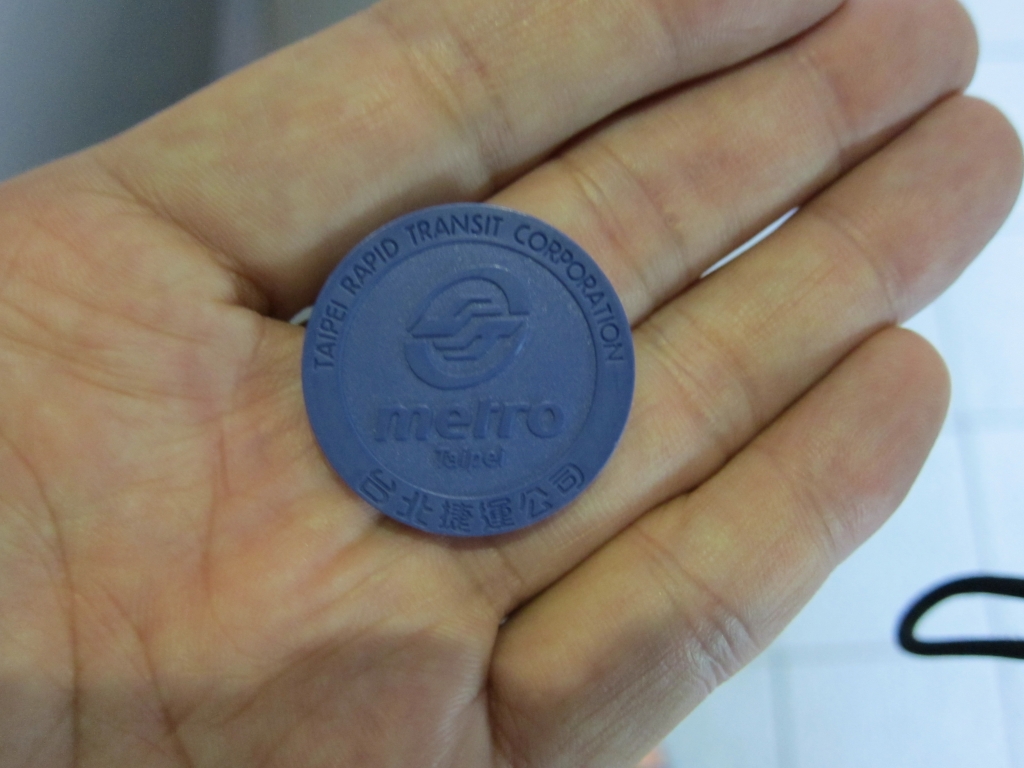 TAIPEI RAPID TRANSIT CORPORATION
metro
Taipei
台北捷運公司